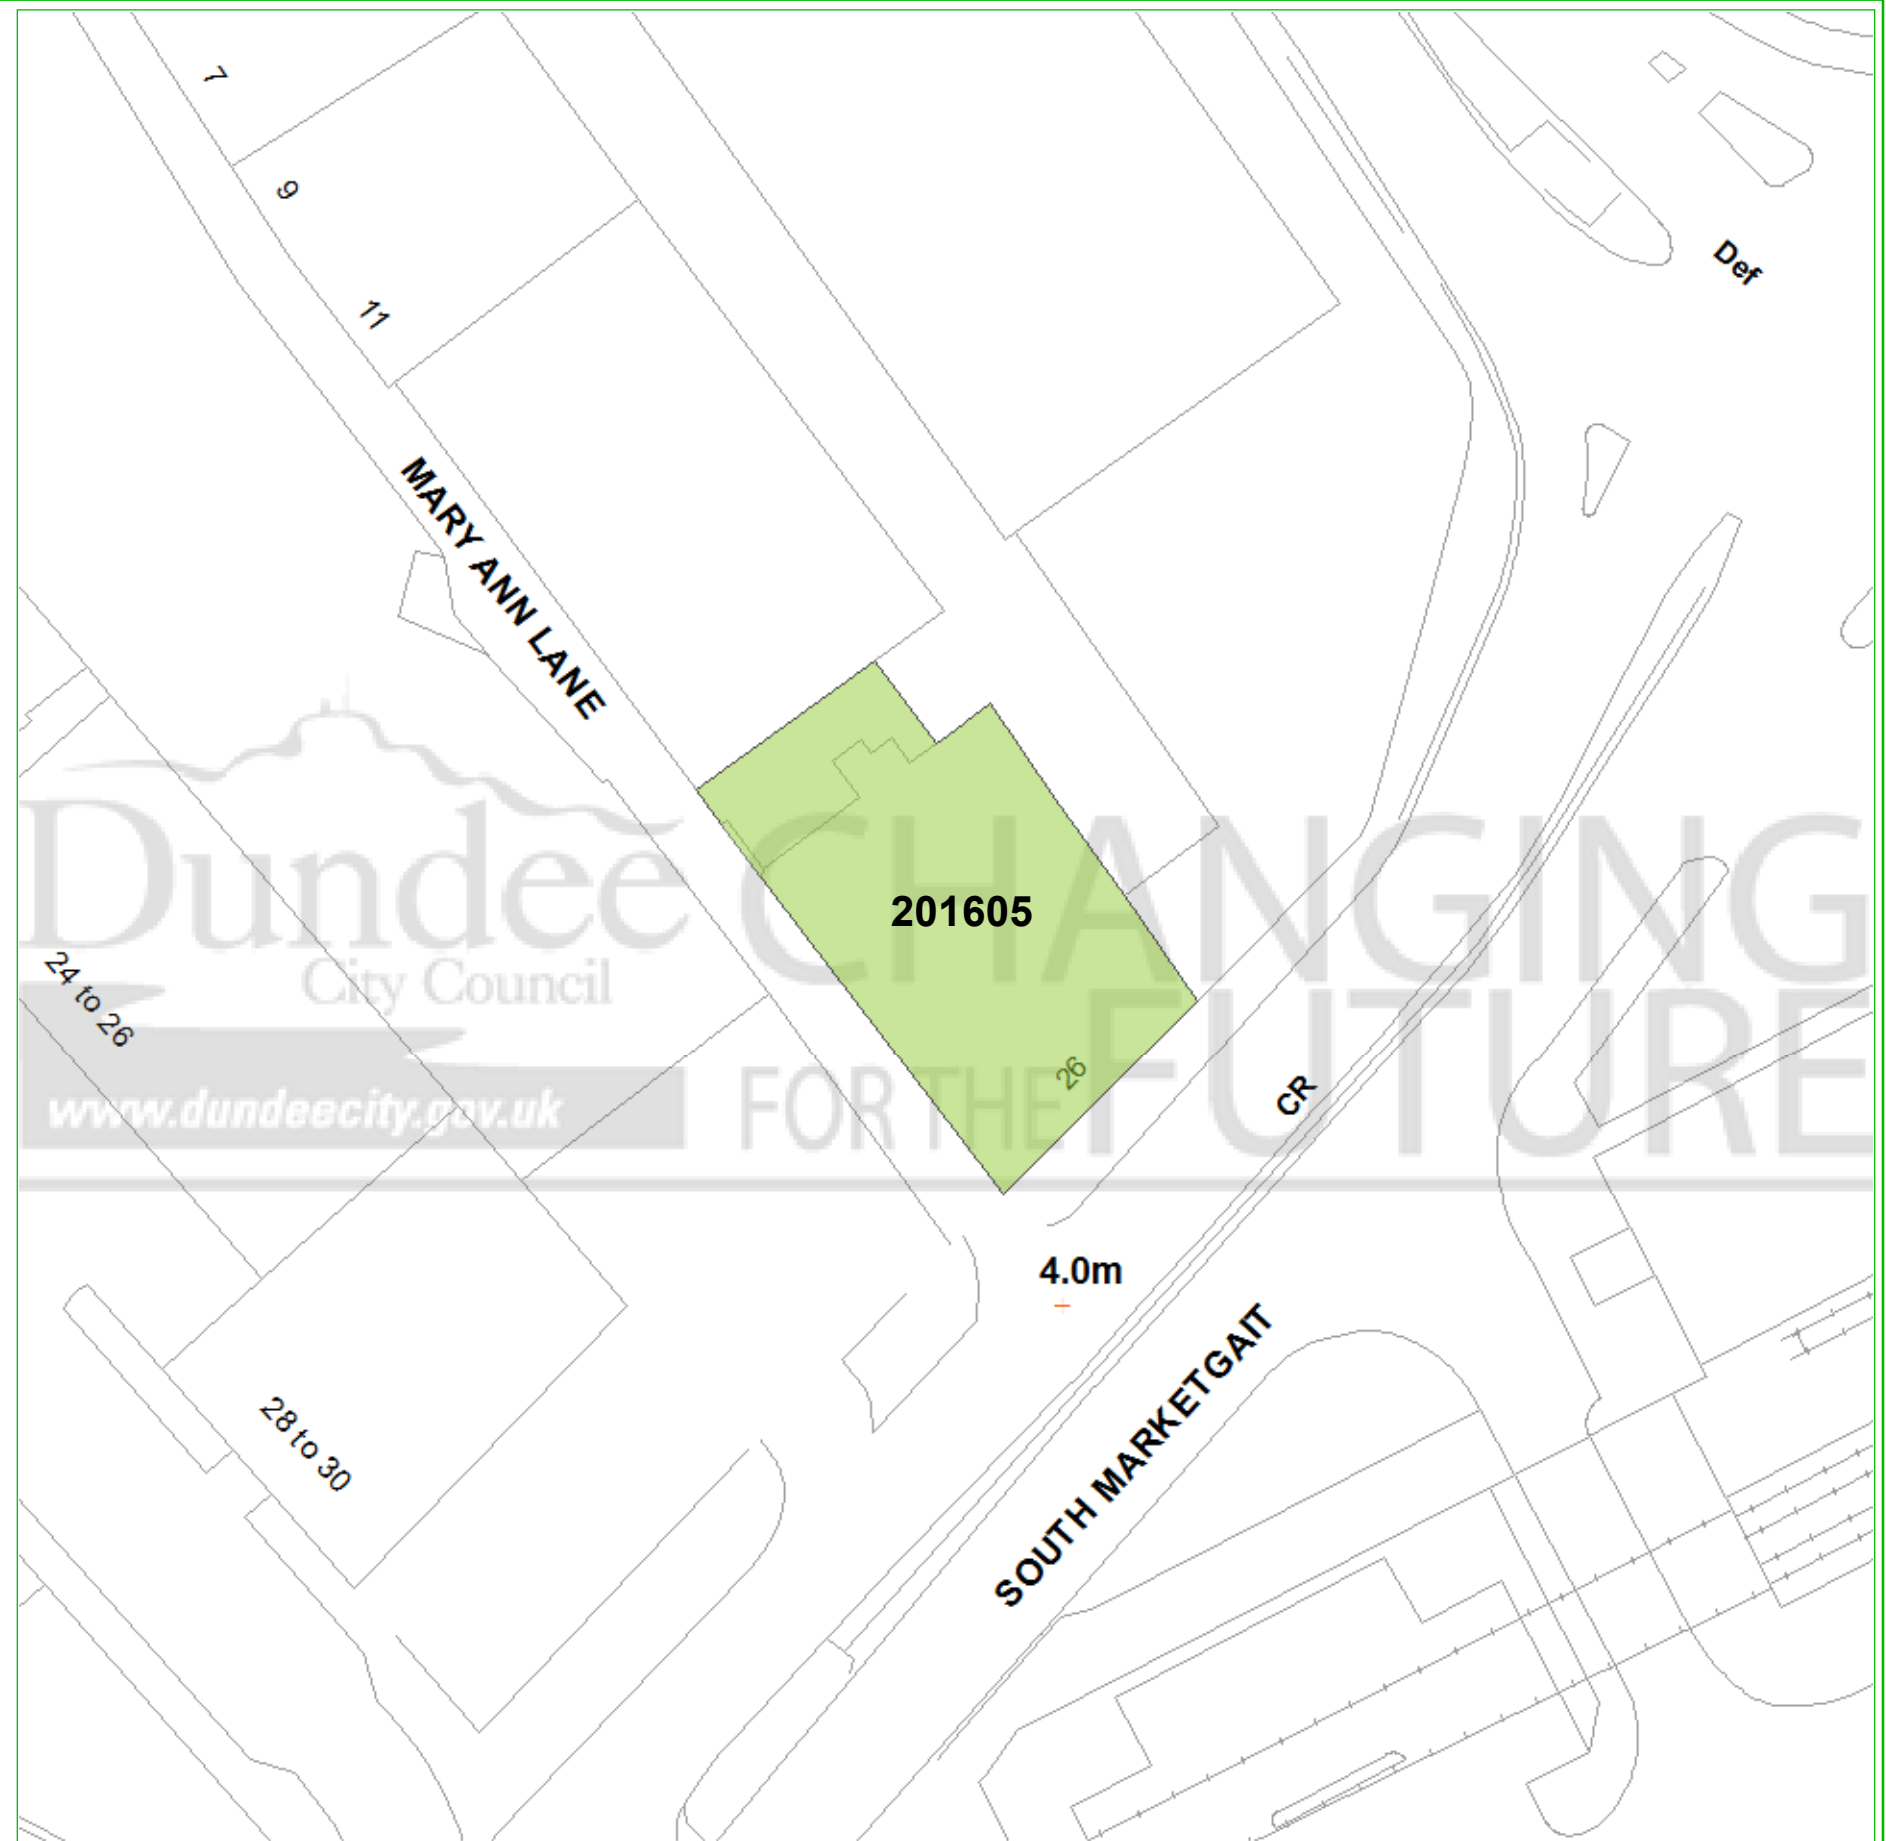 7
9
11
Def
MARY ANN LANE
Dundee
City Council
www.dundeecity.gov.uk
CHANGING
FOR THE FUTURE
201605
24 to 26
26
CR
4.0m
SOUTH MARKETGAIT
28 to 30